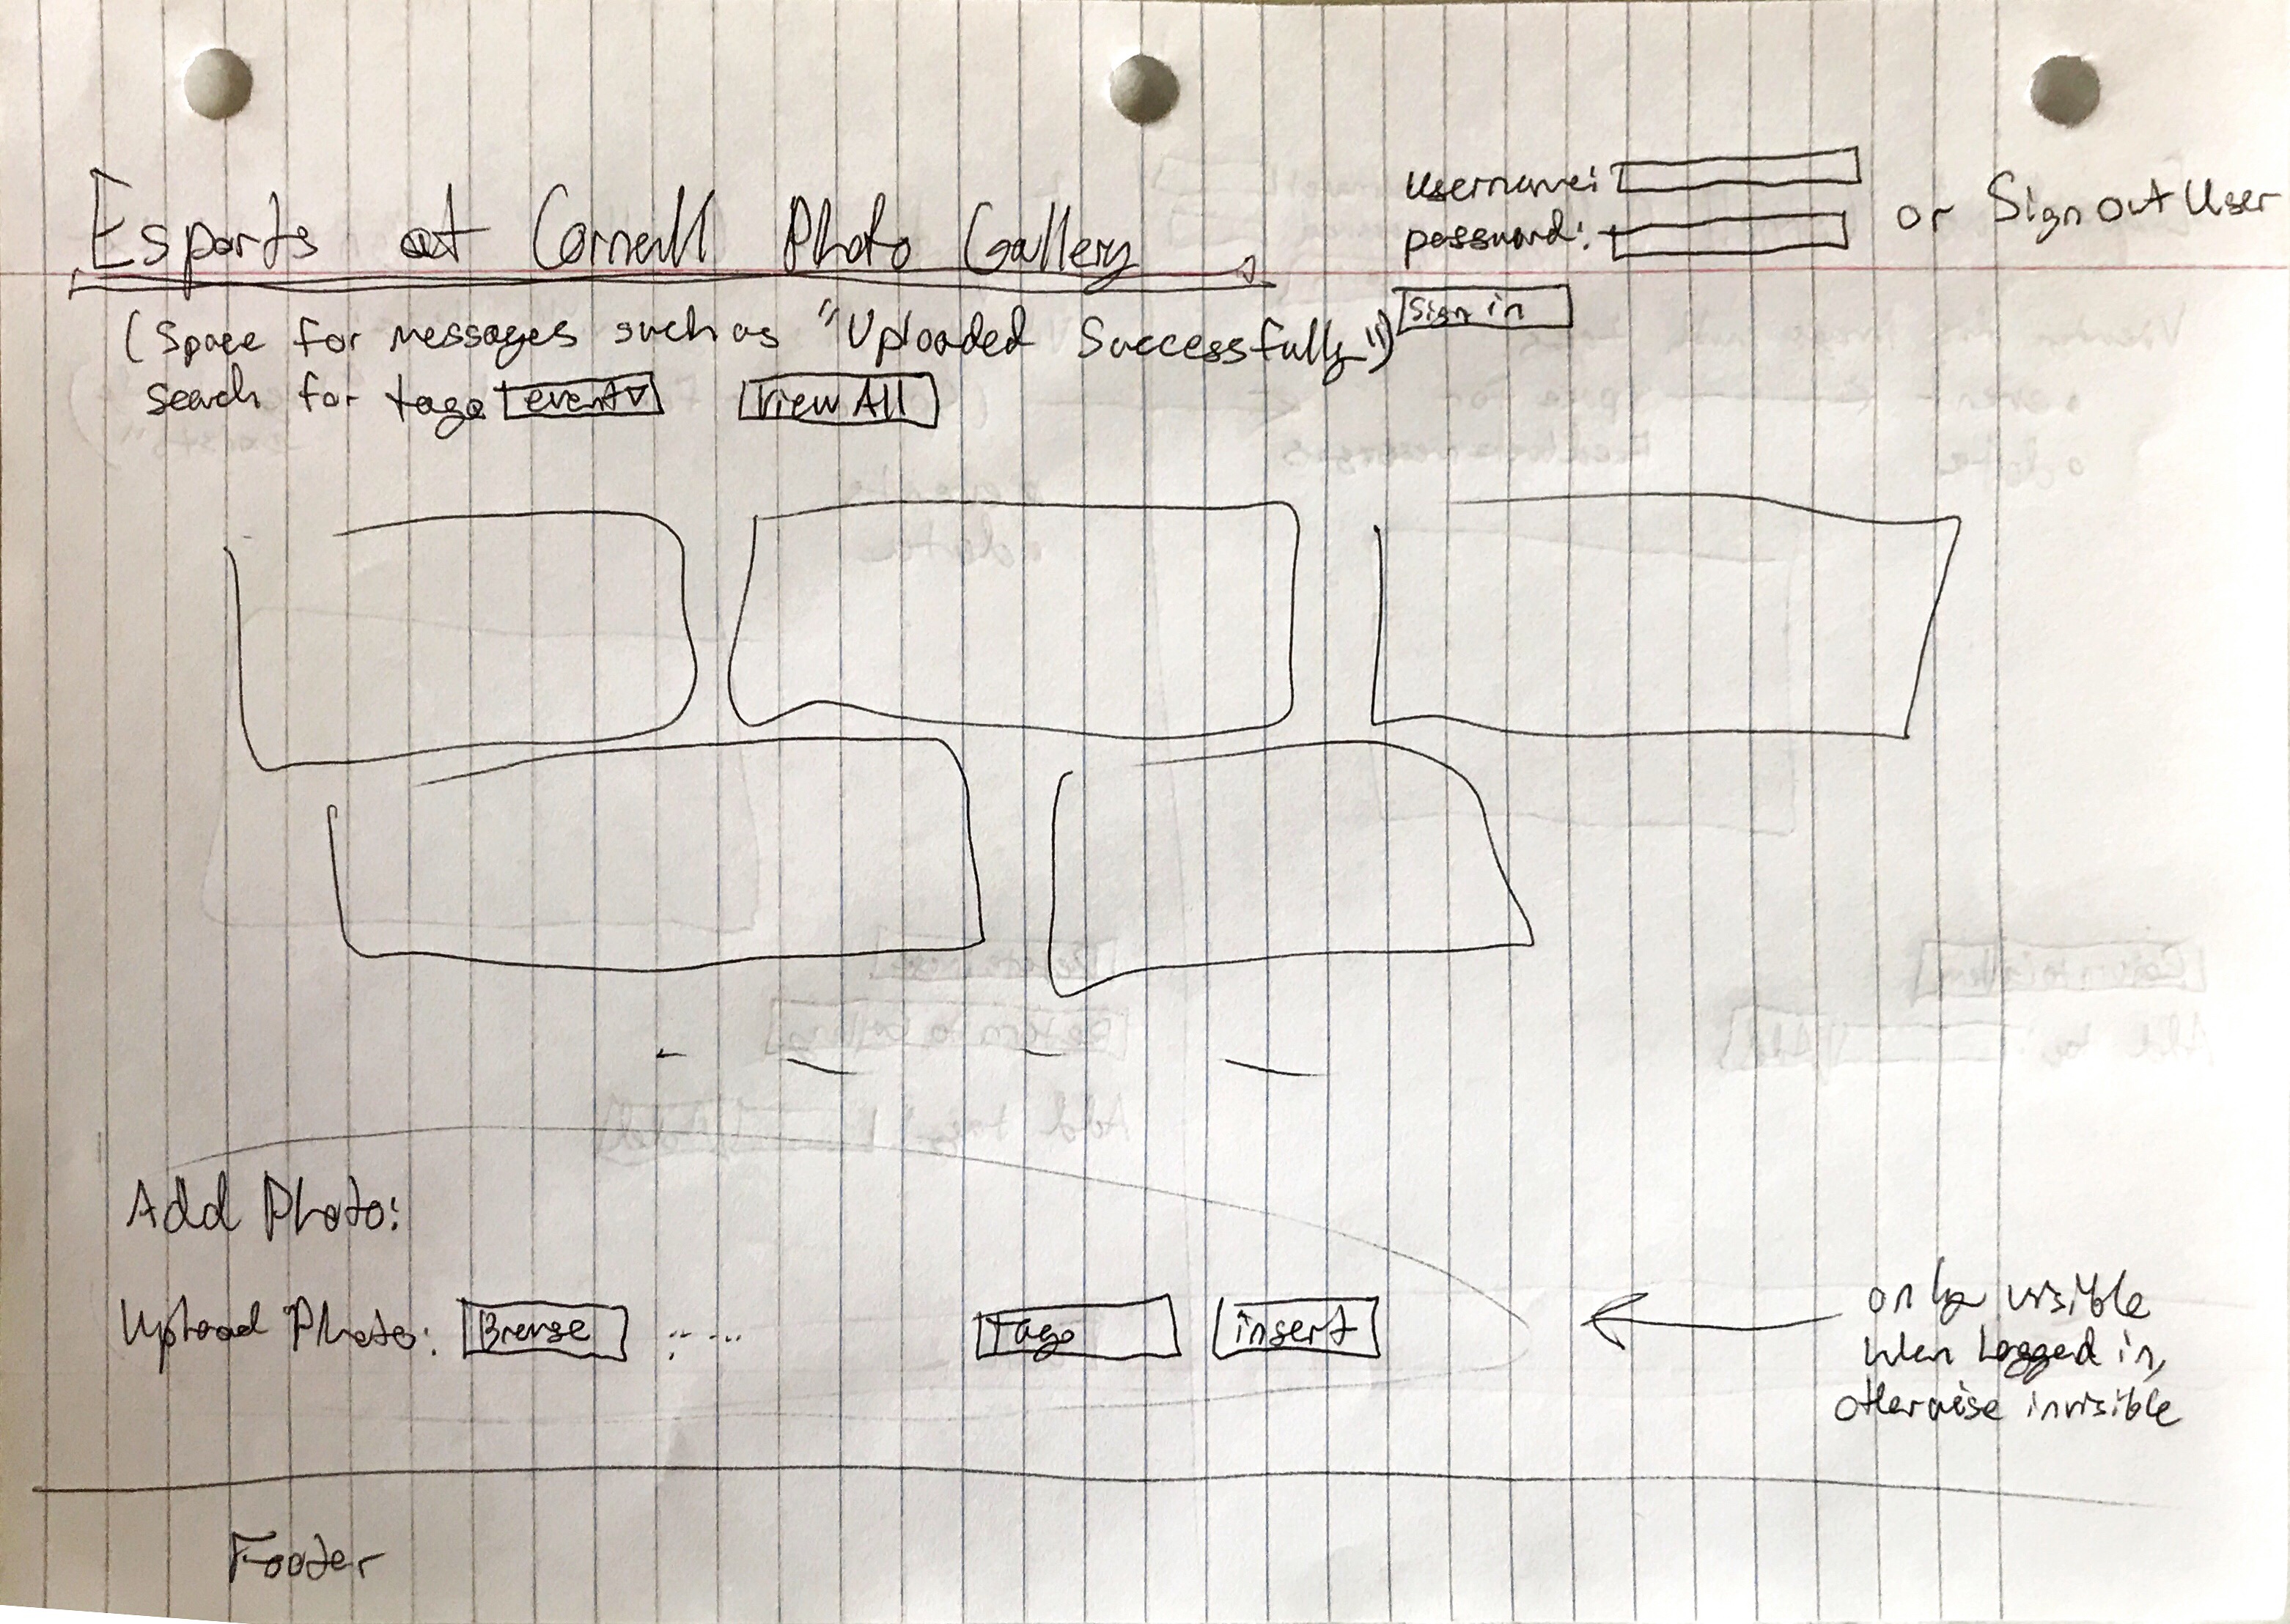 Esports at Cornell Photo Gallery
username:
password:
or Sign out User
Sign in
(Space for messages such as "Uploaded Successfully")
search for tags event View All
Add Photo:
Upload Photo: Browse Tags insert
only visible
when logged in,
otherwise invisible
Footer